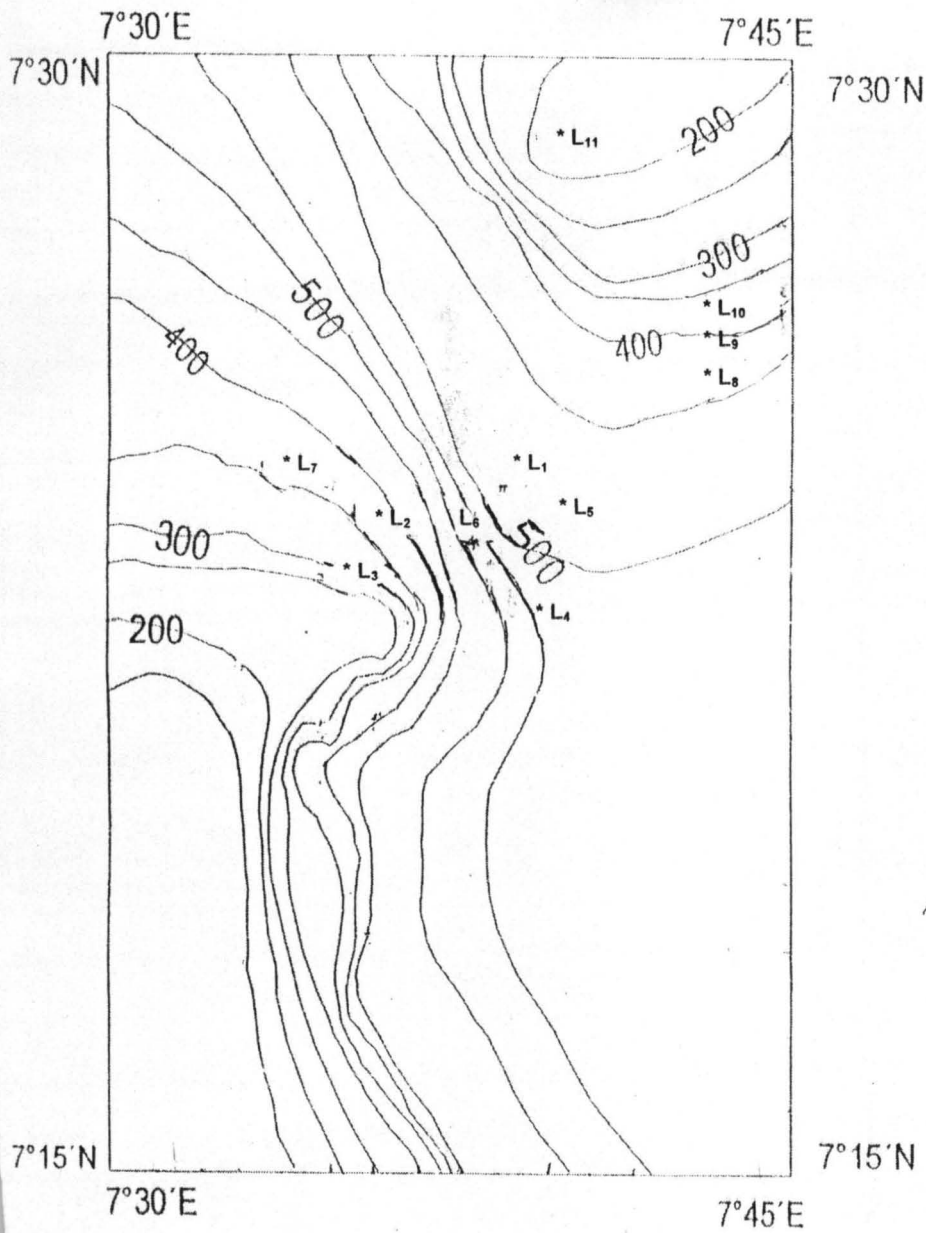 7°30′E 7°45′E
7°30′N 7°30′N
200
* L₁₁
300
500
* L₁₀
400 * L₉
400
* L₈
* L₇ * L₁
* L₂ L₆ * L₅
500
300
* L₃
* L₄
200
7°15′N 7°15′N
7°30′E 7°45′E